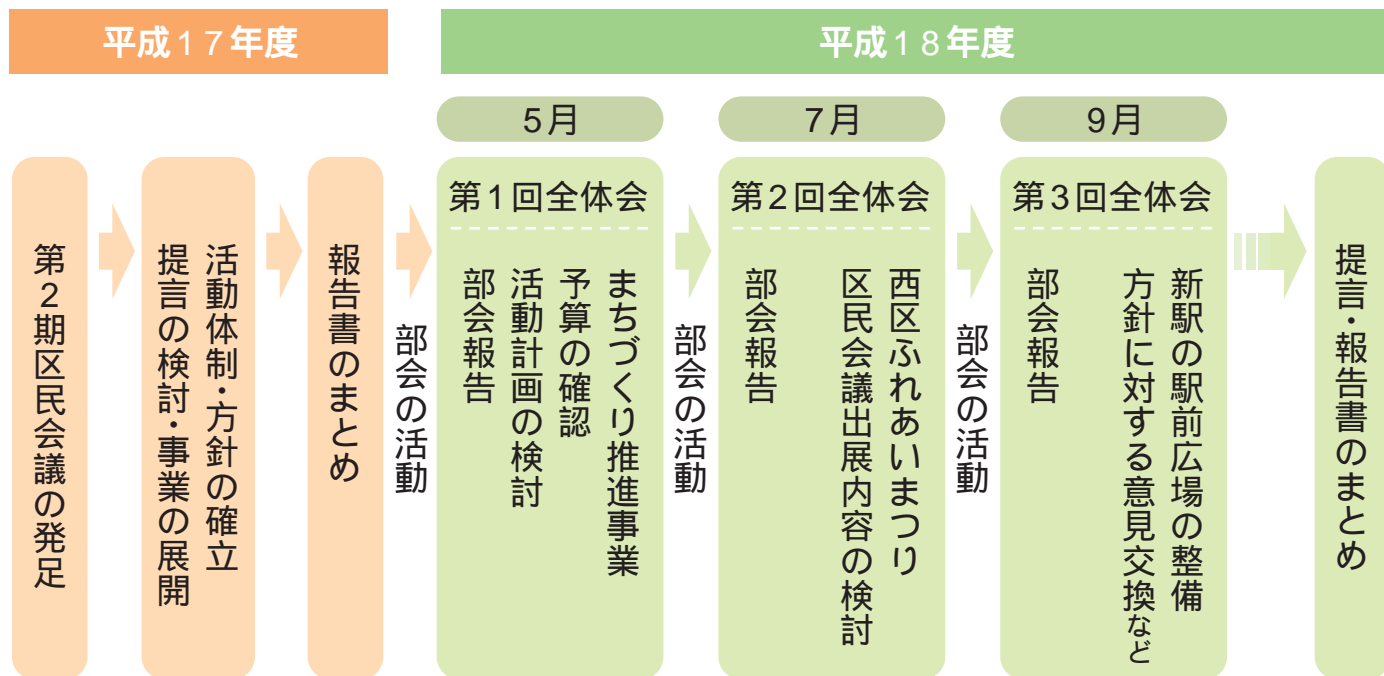 平成17年度
第2期区民会議の発足
活動体制・方針の確立
提言の検討・事業の展開
報告書のまとめ
部会の活動
平成18年度
5月
第1回全体会
まちづくり推進事業
予算の確認
活動計画の検討
部会報告
部会の活動
7月
第2回全体会
西区ふれあいまつり
区民会議出展内容の検討
部会報告
部会の活動
9月
第3回全体会
新駅の駅前広場の整備
方針に対する意見交換など
部会報告
提言・報告書のまとめ